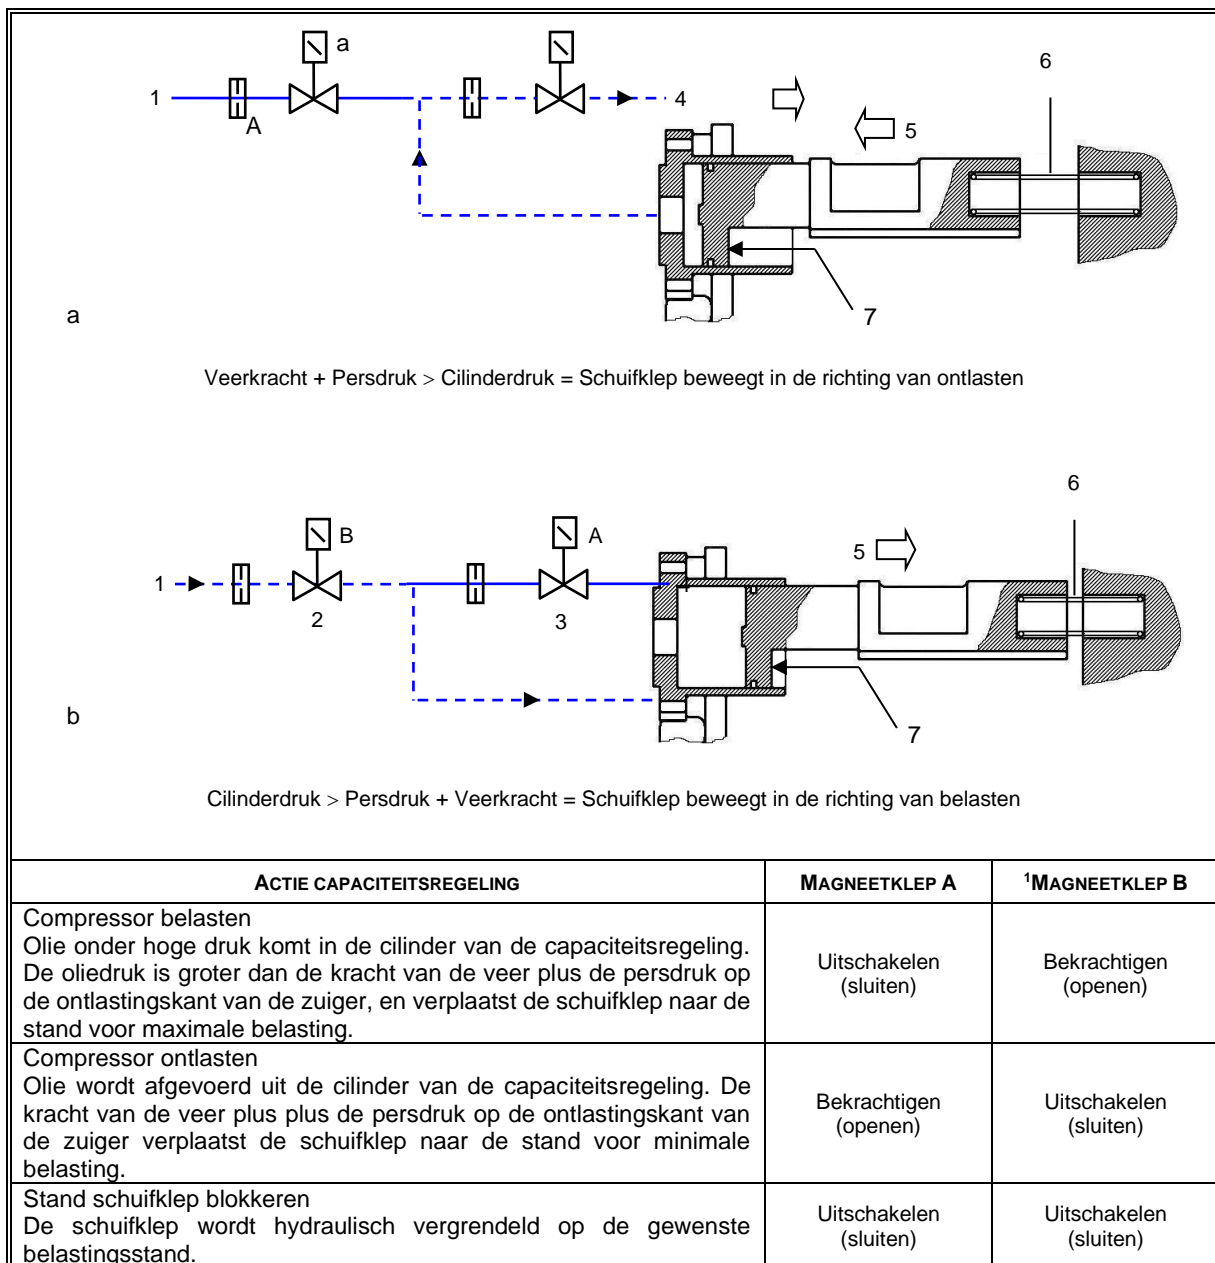 a
6
1
A
4
5
7
a
Veerkracht + Persdruk > Cilinderdruk = Schuifklep beweegt in de richting van ontlasten
6
B
A
5
1
2
3
7
b
Cilinderdruk > Persdruk + Veerkracht = Schuifklep beweegt in de richting van belasten
ACTIE CAPACITEITSREGELING
MAGNEETKLEP A
¹MAGNEETKLEP B
Compressor belasten
Olie onder hoge druk komt in de cilinder van de capaciteitsregeling.
De oliedruk is groter dan de kracht van de veer plus de persdruk op
de ontlastingskant van de zuiger, en verplaatst de schuifklep naar de
stand voor maximale belasting.
Uitschakelen
(sluiten)
Bekrachtigen
(openen)
Compressor ontlasten
Olie wordt afgevoerd uit de cilinder van de capaciteitsregeling. De
kracht van de veer plus plus de persdruk op de ontlastingskant van
de zuiger verplaatst de schuifklep naar de stand voor minimale
belasting.
Bekrachtigen
(openen)
Uitschakelen
(sluiten)
Stand schuifklep blokkeren
De schuifklep wordt hydraulisch vergrendeld op de gewenste
belastingsstand.
Uitschakelen
(sluiten)
Uitschakelen
(sluiten)